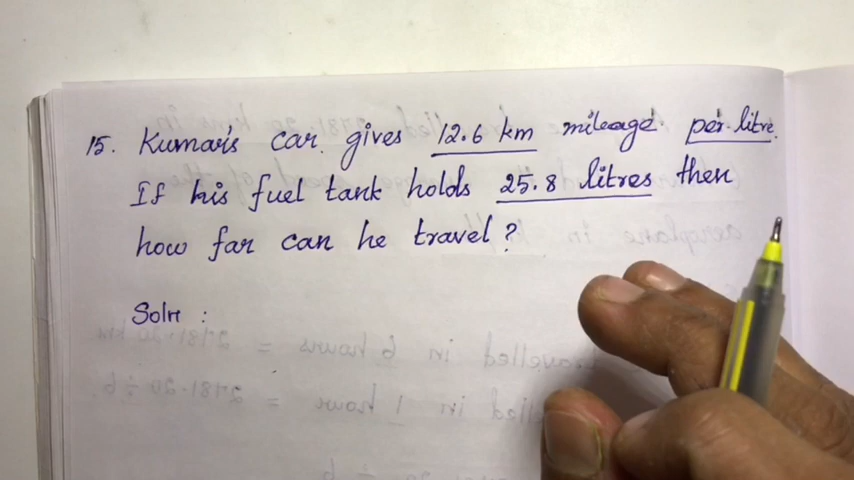 15. Kumar's car gives 12.6 km mileage per litre.
If his fuel tank holds 25.8 litres then
how far can he travel?
Soln :